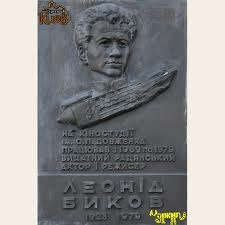 НА КІНОСТУДІЇ
ІМ. О.П. ДОВЖЕНКА
ПРАЦЮВАВ З 1969 ПО 1979
ВИДАТНИЙ РАДЯНСЬКИЙ
АКТОР І РЕЖИСЕР
ЛЕОНІД
БИКОВ
1928 1979